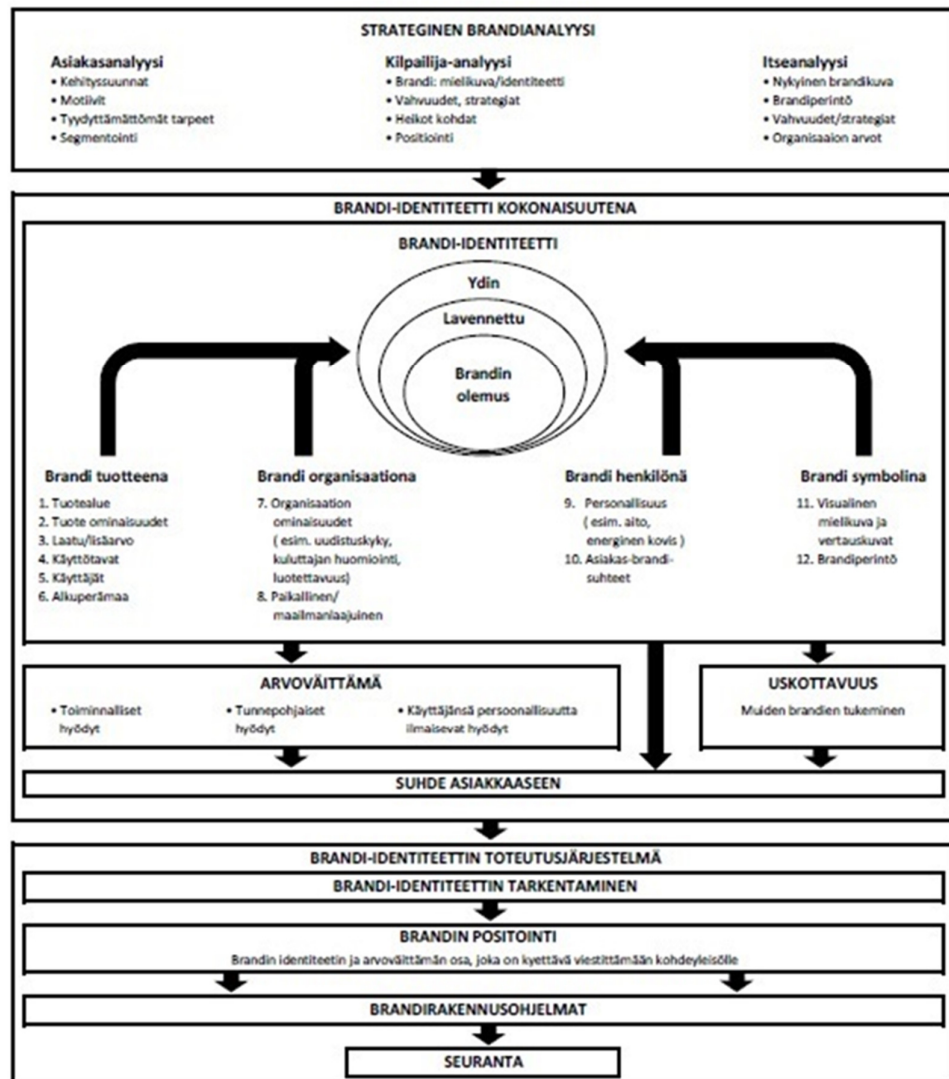 STRATEGINEN BRANDIANALYYSI
Asiakasanalyysi
• Kehityssuunnat
• Motiivit
• Tyydyttämättömät tarpeet
• Segmentointi
Kilpailija-analyysi
• Brandi: mielikuva/identiteetti
• Vahvuudet, strategiat
• Heikot kohdat
• Positiointi
Itseanalyysi
• Nykyinen brandikuva
• Brandiperintö
• Vahvuudet/strategiat
• Organisaaion arvot
BRANDI-IDENTITEETTI KOKONAISUUTENA
BRANDI-IDENTITEETTI
Ydin
Lavennettu
Brandin
olemus
Brandi tuotteena
1. Tuotealue
2. Tuote ominaisuudet
3. Laatu/lisäarvo
4. Käyttötavat
5. Käyttäjät
6. Alkuperämaa
Brandi organisaationa
7. Organisaation
ominaisuudet
( esim. uudistuskyky,
kuluttajan huomiointi,
luotettavuus)
8. Paikallinen/
maailmanlaajuinen
Brandi henkilönä
9. Personallisuus
( esim. aito,
energinen kovis )
10. Asiakas-brandi-
suhteet
Brandi symbolina
11. Visualinen
mielikuva ja
vertauskuvat
12. Brandiperintö
ARVOVÄITTÄMÄ
• Toiminnalliset
hyödyt
• Tunnepohjaiset
hyödyt
• Käyttäjänsä persoonallisuutta
ilmaisevat hyödyt
USKOTTAVUUS
Muiden brandien tukeminen
SUHDE ASIAKKAASEEN
BRANDI-IDENTITEETTIN TOTEUTUSJÄRJESTELMÄ
BRANDI-IDENTITEETTIN TARKENTAMINEN
BRANDIN POSITOINTI
Brandin identiteetin ja arvoväittämän osa, joka on kyettävä viestittämään kohdeyleisölle
BRANDIRAKENNUSOHJELMAT
SEURANTA